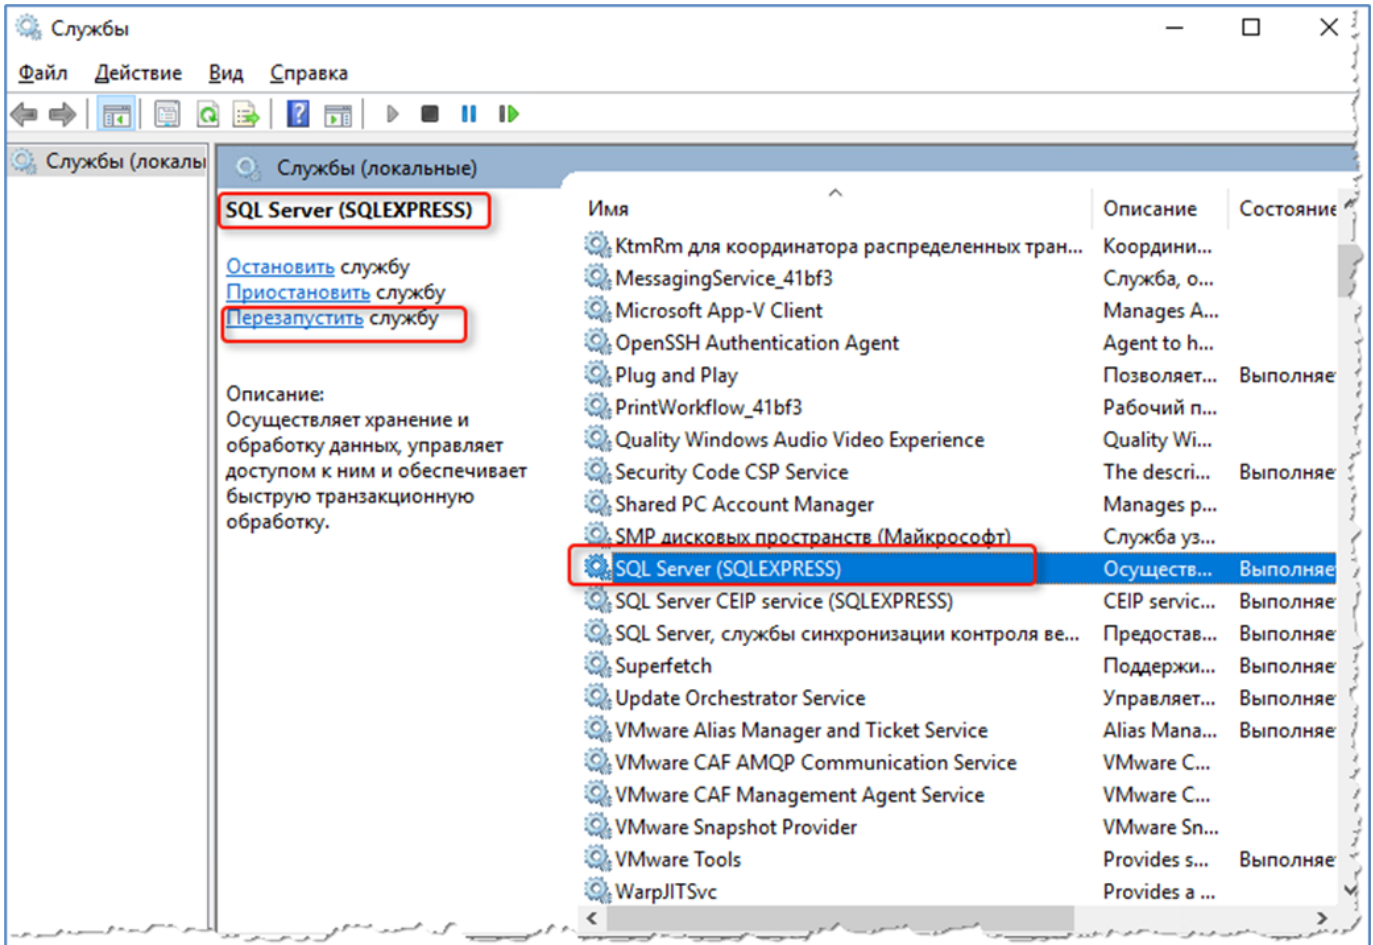 Службы
Файл Действие Вид Справка
Службы (локалы
Службы (локальные)
SQL Server (SQLEXPRESS)
Остановить службу
Приостановить службу
Перезапустить службу
Описание:
Осуществляет хранение и
обработку данных, управляет
доступом к ним и обеспечивает
быструю транзакционную
обработку.
Имя Описание Состояние
KtmRm для координатора распределенных тран... Координи...
MessagingService_41bf3 Служба, о...
Microsoft App-V Client Manages A...
OpenSSH Authentication Agent Agent to h...
Plug and Play Позволяет... Выполняе
PrintWorkflow_41bf3 Рабочий п...
Quality Windows Audio Video Experience Quality Wi...
Security Code CSP Service The descri... Выполняе
Shared PC Account Manager Manages p...
SMP дисковых пространств (Майкрософт) Служба уз...
SQL Server (SQLEXPRESS) Осуществ... Выполняе
SQL Server CEIP service (SQLEXPRESS) CEIP servic... Выполняе
SQL Server, службы синхронизации контроля ве... Предостав... Выполняе
Superfetch Поддержи... Выполняе
Update Orchestrator Service Управляет... Выполняе
VMware Alias Manager and Ticket Service Alias Mana... Выполняе
VMware CAF AMQP Communication Service VMware C...
VMware CAF Management Agent Service VMware C...
VMware Snapshot Provider VMware Sn...
VMware Tools Provides s... Выполняе
WarpJITSvc Provides a ...